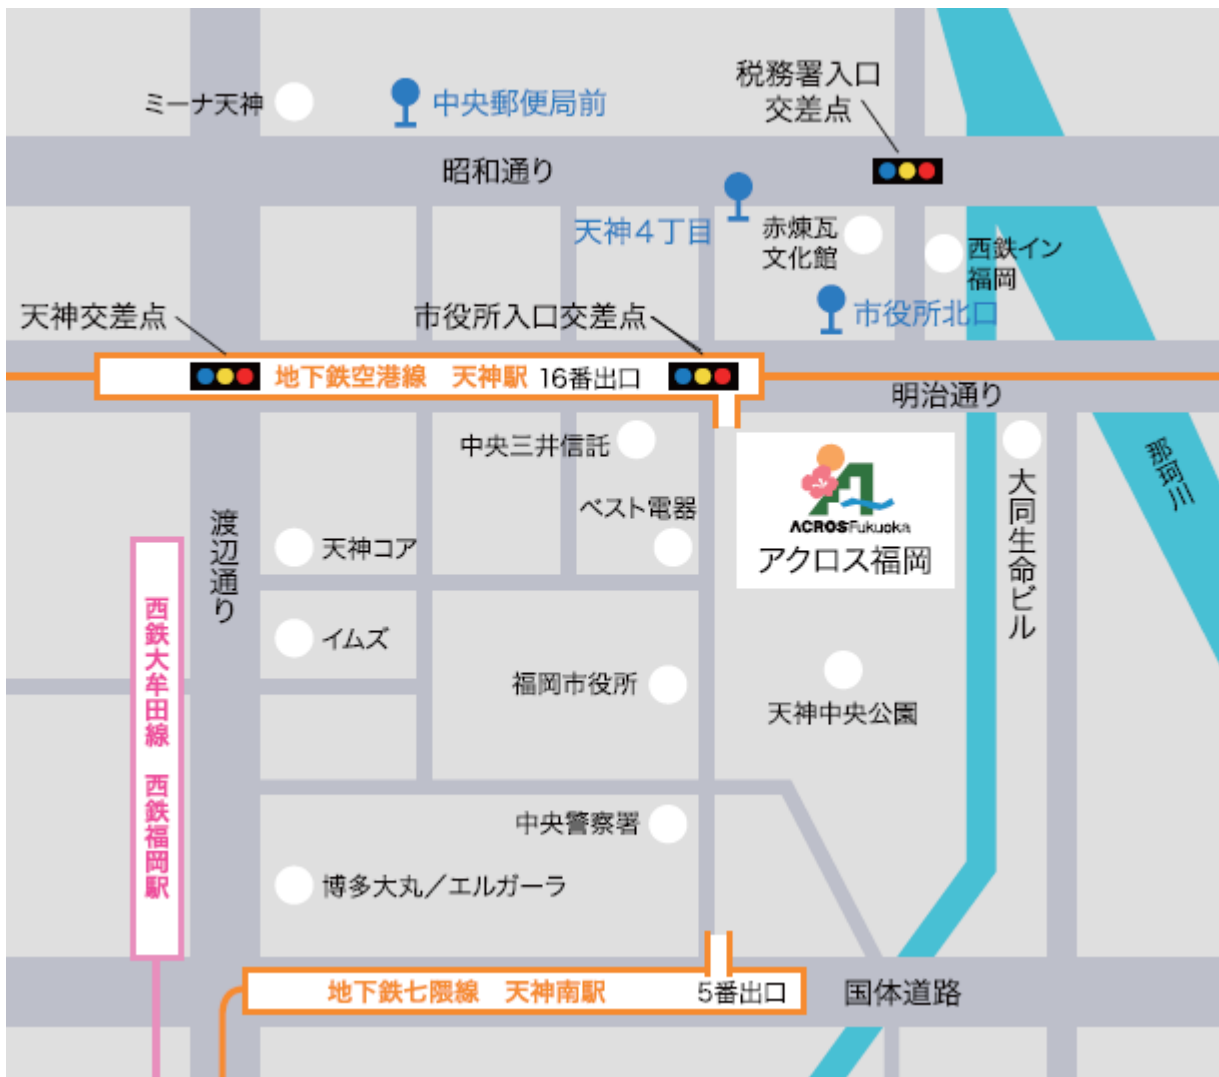 ミーナ天神
中央郵便局前
税務署入口
交差点
昭和通り
天神4丁目
赤煉瓦
文化館
西鉄イン
福岡
市役所北口
天神交差点
市役所入口交差点
地下鉄空港線 天神駅 16番出口
明治通り
中央三井信託
ベスト電器
ACROS Fukuoka
アクロス福岡
大同生命ビル
那珂川
渡辺通り
天神コア
イムズ
西鉄大牟田線 西鉄福岡駅
福岡市役所
天神中央公園
中央警察署
博多大丸/エルガーラ
地下鉄七隈線 天神南駅 5番出口
国体道路